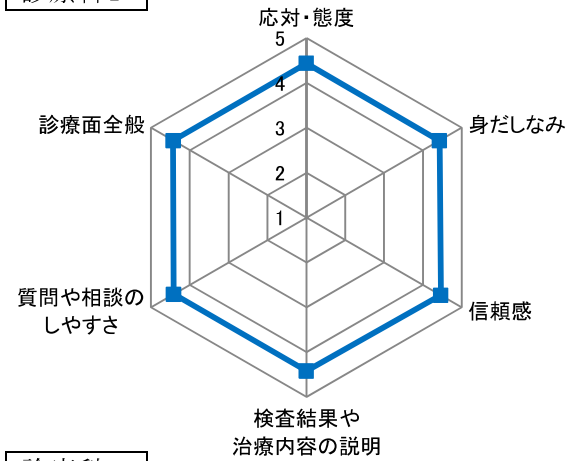 応対・態度
5
4
3
2
1
身だしなみ
信頼感
検査結果や
治療内容の説明
質問や相談の
しやすさ
診療面全般